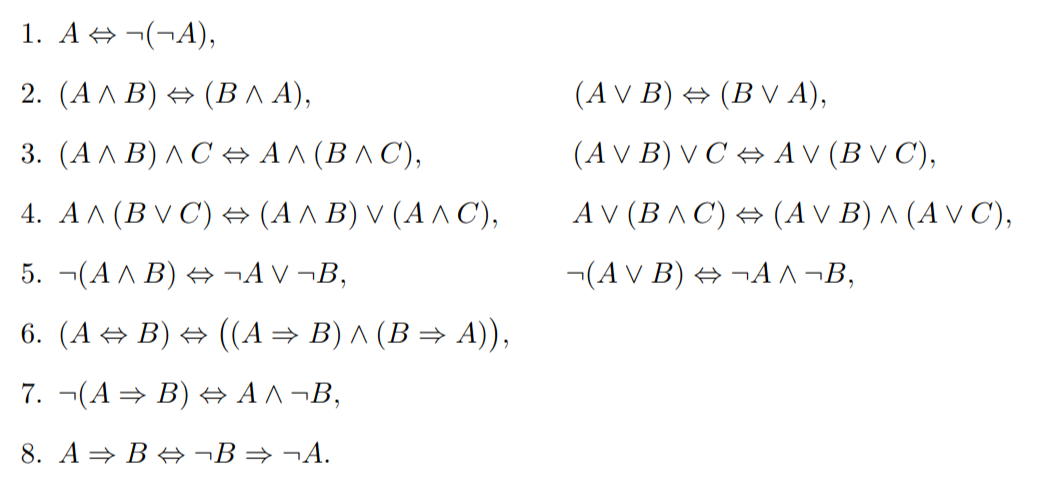 1. A ⇔ ¬(¬A),
2. (A ∧ B) ⇔ (B ∧ A), (A ∨ B) ⇔ (B ∨ A),
3. (A ∧ B) ∧ C ⇔ A ∧ (B ∧ C), (A ∨ B) ∨ C ⇔ A ∨ (B ∨ C),
4. A ∧ (B ∨ C) ⇔ (A ∧ B) ∨ (A ∧ C), A ∨ (B ∧ C) ⇔ (A ∨ B) ∧ (A ∨ C),
5. ¬(A ∧ B) ⇔ ¬A ∨ ¬B, ¬(A ∨ B) ⇔ ¬A ∧ ¬B,
6. (A ⇔ B) ⇔ ((A ⇒ B) ∧ (B ⇒ A)),
7. ¬(A ⇒ B) ⇔ A ∧ ¬B,
8. A ⇒ B ⇔ ¬B ⇒ ¬A.